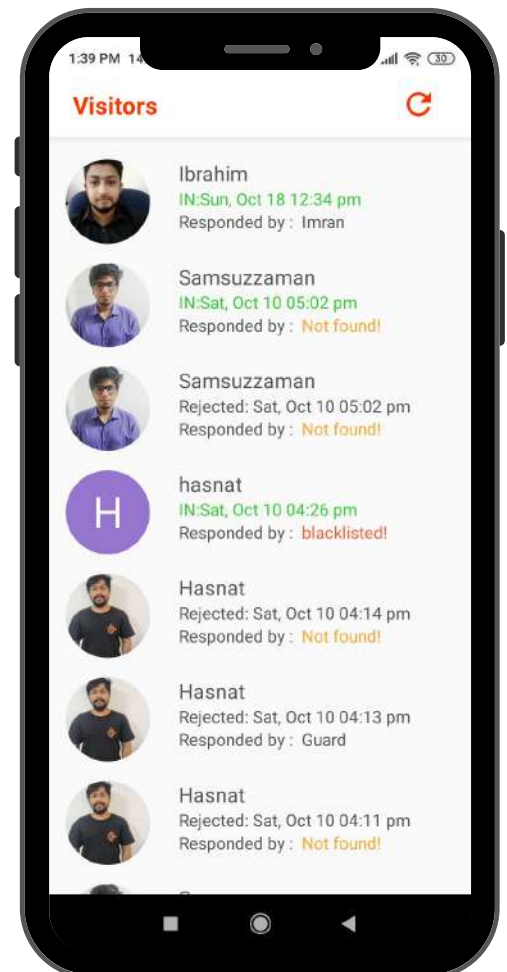 1:39 PM 14
30
Visitors
Ibrahim
IN:Sun, Oct 18 12:34 pm
Responded by : Imran
Samsuzzaman
IN:Sat, Oct 10 05:02 pm
Responded by : Not found!
Samsuzzaman
Rejected: Sat, Oct 10 05:02 pm
Responded by : Not found!
H
hasnat
IN:Sat, Oct 10 04:26 pm
Responded by : blacklisted!
Hasnat
Rejected: Sat, Oct 10 04:14 pm
Responded by : Not found!
Hasnat
Rejected: Sat, Oct 10 04:13 pm
Responded by : Guard
Hasnat
Rejected: Sat, Oct 10 04:11 pm
Responded by : Not found!